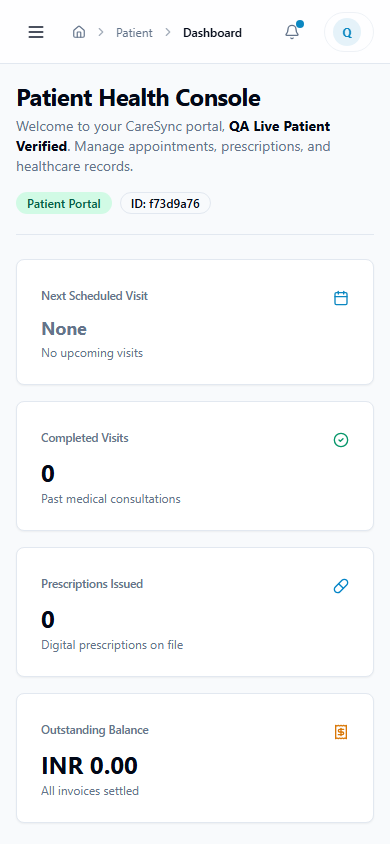 Patient
Dashboard
Q
Patient Health Console
Welcome to your CareSync portal, QA Live Patient
Verified. Manage appointments, prescriptions, and
healthcare records.
Patient Portal
ID: f73d9a76
Next Scheduled Visit
None
No upcoming visits
Completed Visits
0
Past medical consultations
Prescriptions Issued
0
Digital prescriptions on file
Outstanding Balance
INR 0.00
All invoices settled